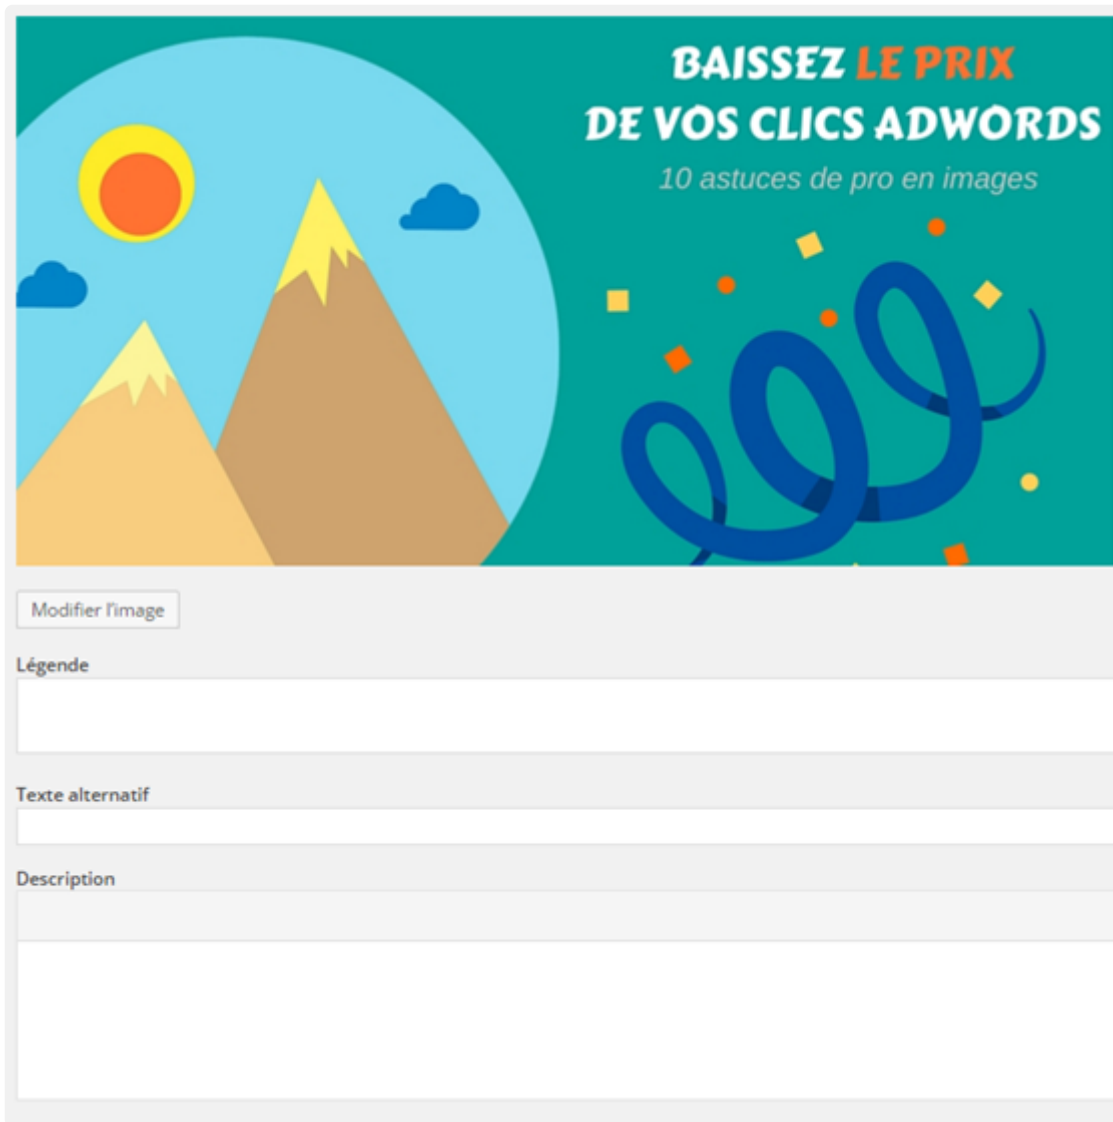 BAISSEZ LE PRIX
DE VOS CLICS ADWORDS
10 astuces de pro en images
Modifier l'image
Légende
Texte alternatif
Description